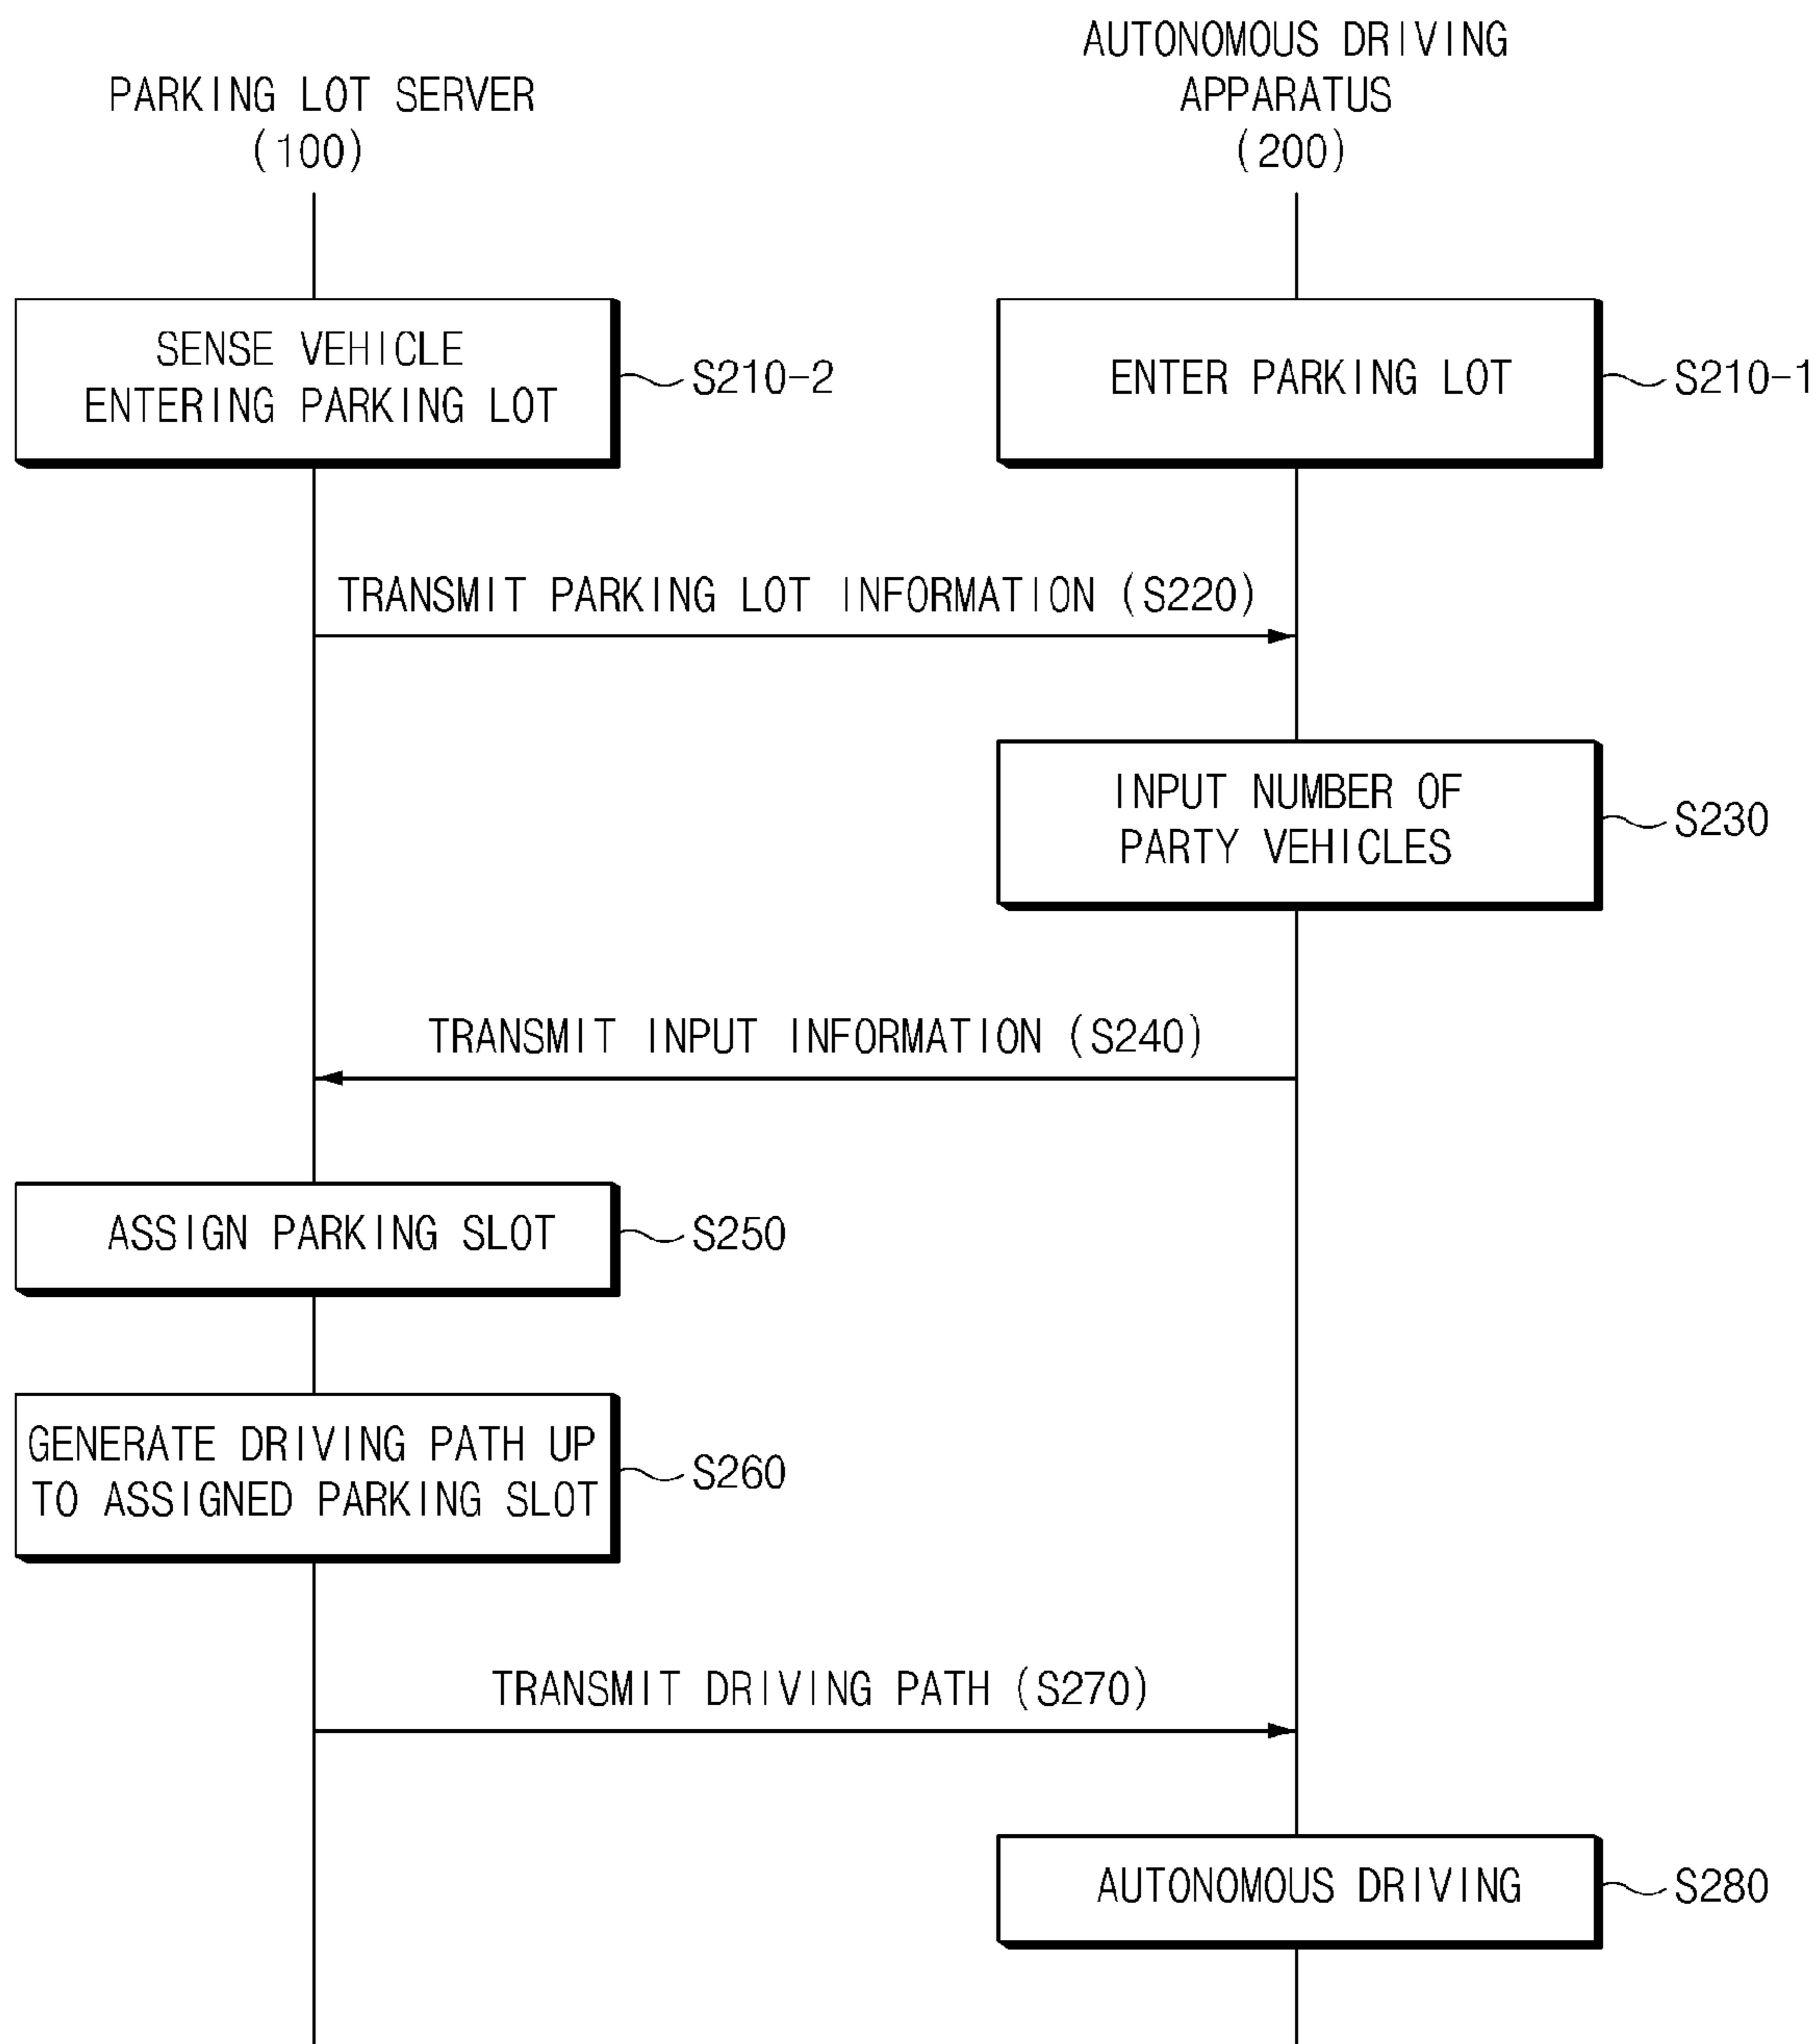 PARKING LOT SERVER
(100)
AUTONOMOUS DRIVING
APPARATUS
(200)
SENSE VEHICLE
ENTERING PARKING LOT
S210-2
ENTER PARKING LOT
S210-1
TRANSMIT PARKING LOT INFORMATION (S220)
INPUT NUMBER OF
PARTY VEHICLES
S230
TRANSMIT INPUT INFORMATION (S240)
ASSIGN PARKING SLOT
S250
GENERATE DRIVING PATH UP
TO ASSIGNED PARKING SLOT
S260
TRANSMIT DRIVING PATH (S270)
AUTONOMOUS DRIVING
S280